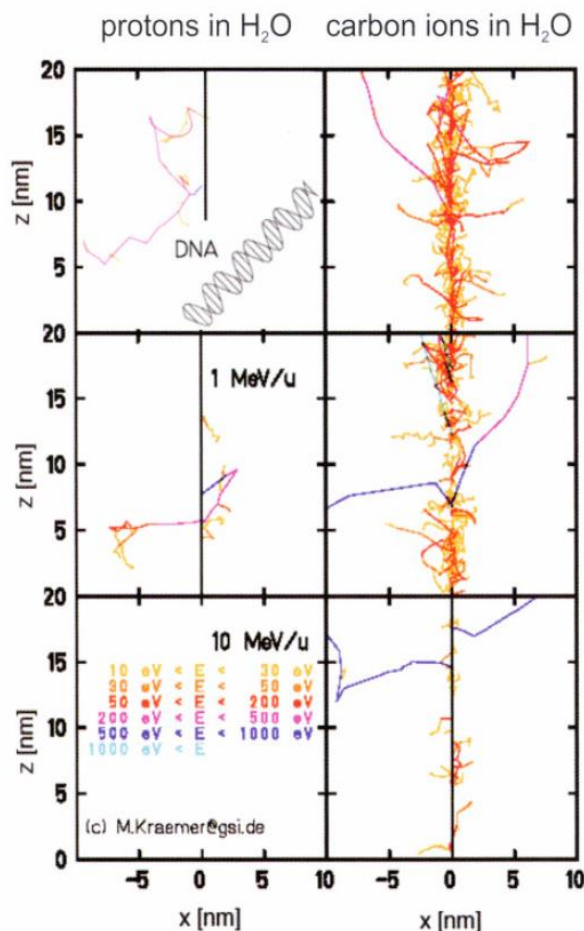 protons in H₂O
carbon ions in H₂O
20
15
10
5
z [nm]
DNA
20
15
10
5
z [nm]
1 MeV/u
20
15
10
5
0
z [nm]
10 MeV/u
10 eV < E < 30 eV
30 eV < E < 50 eV
50 eV < E < 200 eV
200 eV < E < 500 eV
500 eV < E < 1000 eV
1000 eV < E
(c) M.Kraemer@gsi.de
−5 0 5 10 −5 0 5 10
x [nm] x [nm]